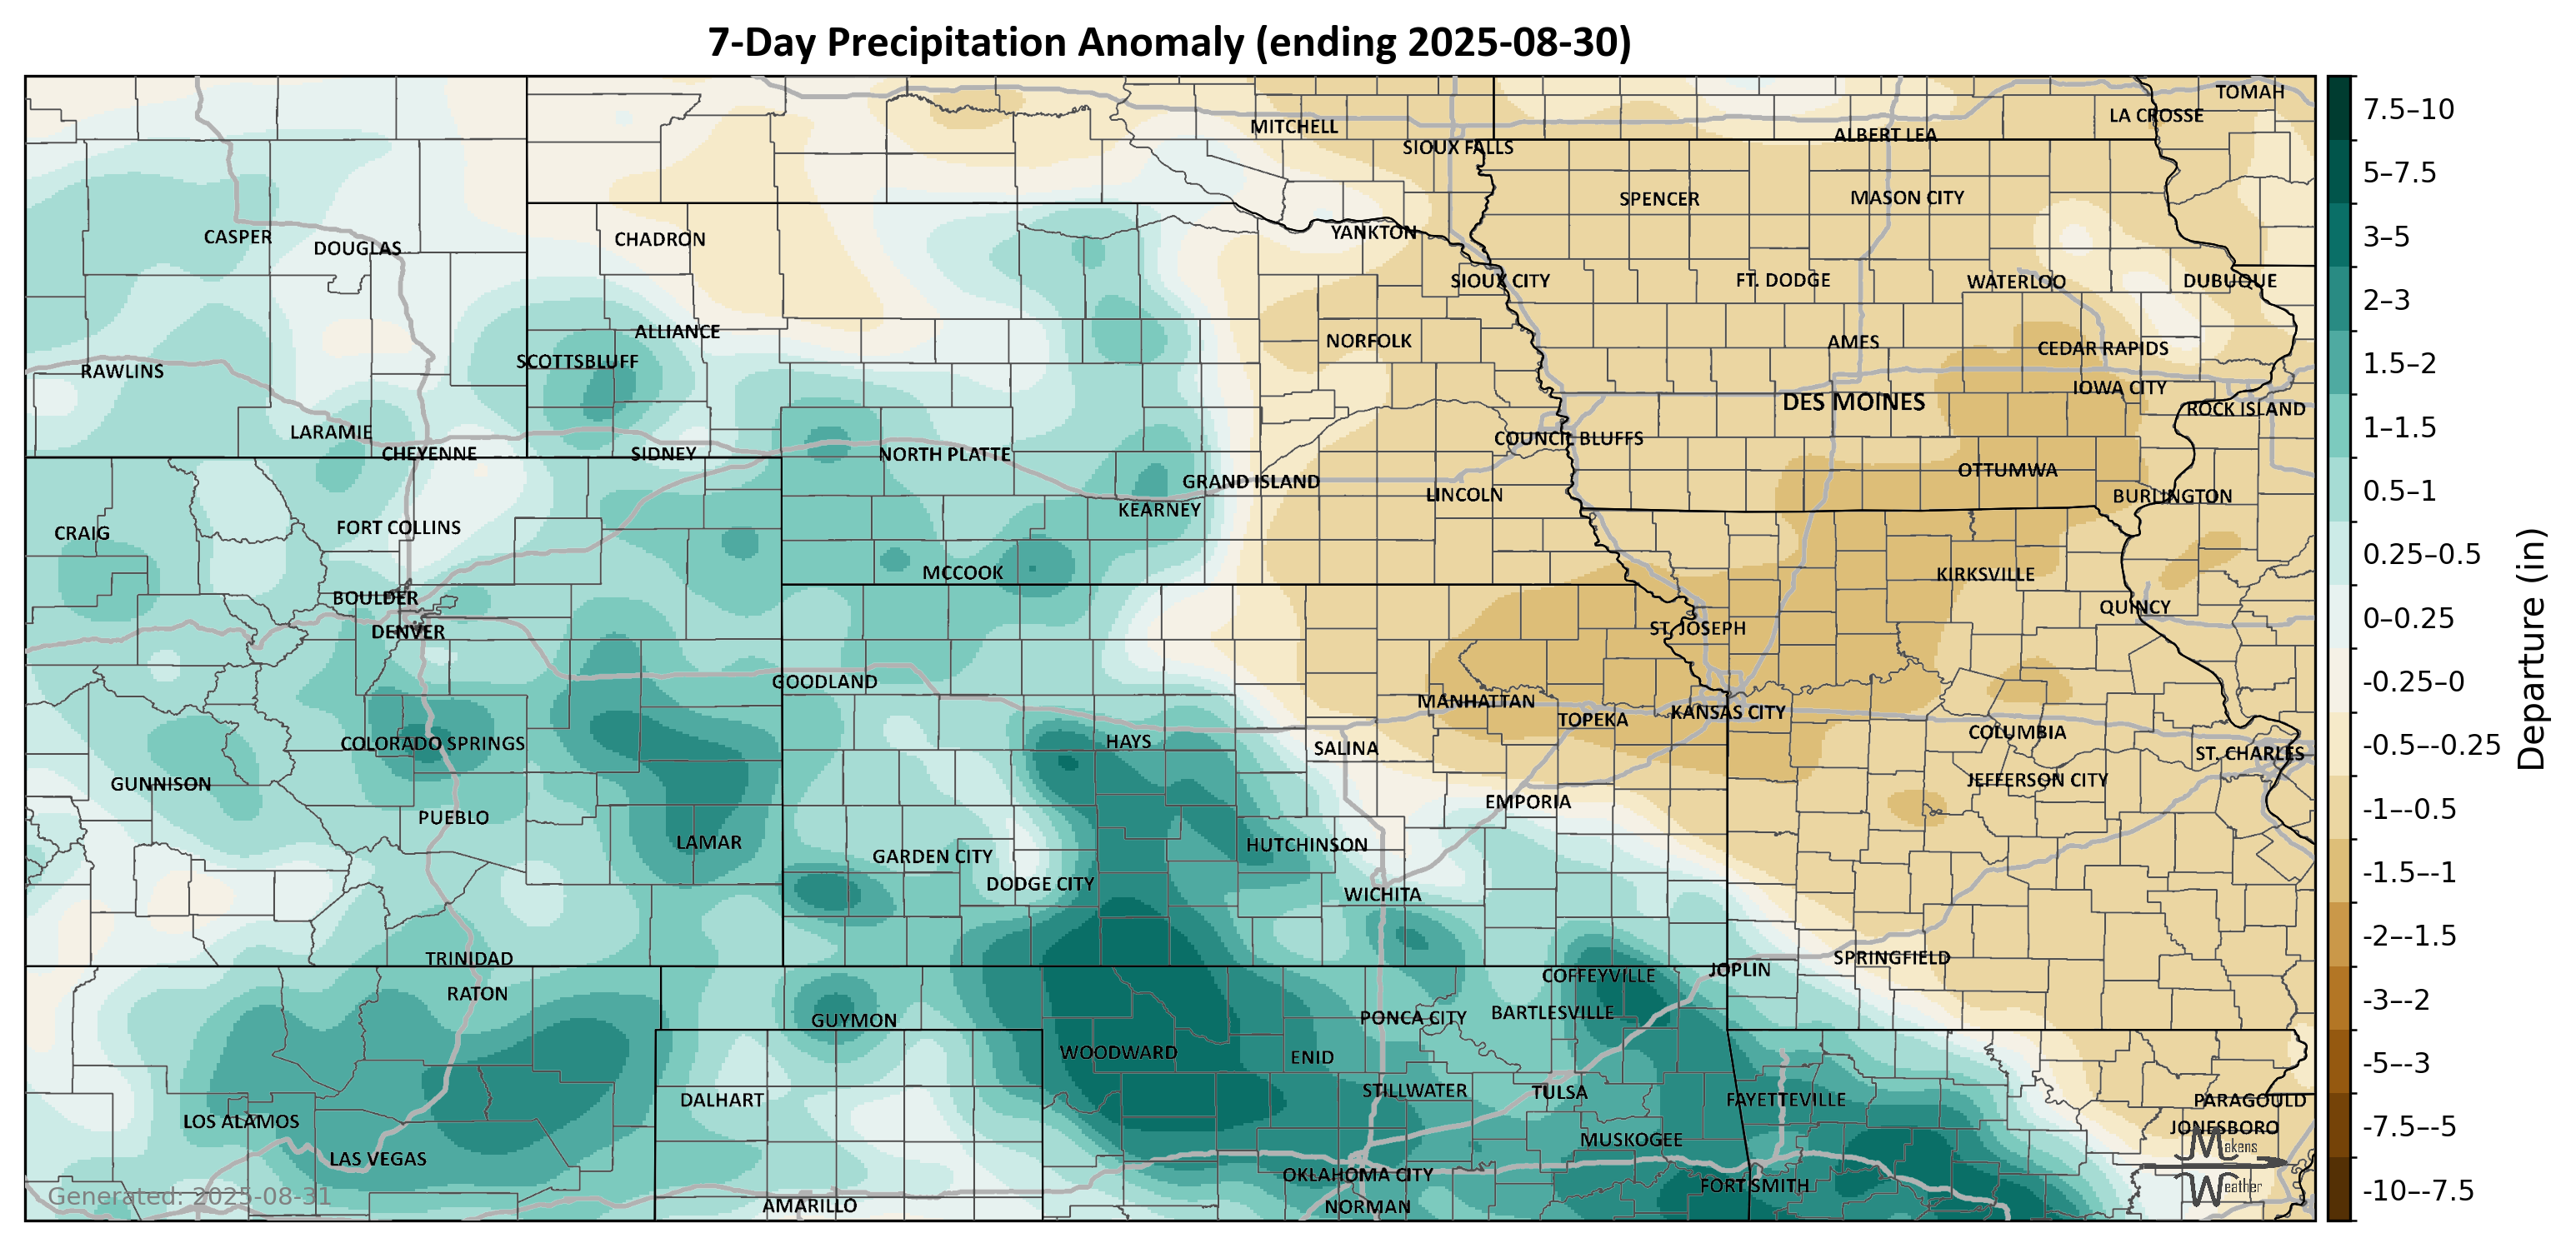 7-Day Precipitation Anomaly (ending 2025-08-30)
TOMAH
LA CROSSE
MITCHELL
ALBERT LEA
SIOUX FALLS
SPENCER
MASON CITY
YANKTON
CASPER
DOUGLAS
CHADRON
SIOUX CITY
FT. DODGE
WATERLOO
DUBUQUE
ALLIANCE
NORFOLK
AMES
CEDAR RAPIDS
SCOTTSBLUFF
RAWLINS
IOWA CITY
DES MOINES
ROCK ISLAND
LARAMIE
COUNCIL BLUFFS
CHEYENNE
SIDNEY
NORTH PLATTE
OTTUMWA
GRAND ISLAND
LINCOLN
BURLINGTON
KEARNEY
CRAIG
FORT COLLINS
MCCOOK
KIRKSVILLE
BOULDER
QUINCY
DENVER
ST. JOSEPH
GOODLAND
MANHATTAN
TOPEKA
KANSAS CITY
COLUMBIA
COLORADO SPRINGS
HAYS
SALINA
ST. CHARLES
GUNNISON
JEFFERSON CITY
EMPORIA
PUEBLO
LAMAR
HUTCHINSON
GARDEN CITY
DODGE CITY
WICHITA
TRINIDAD
SPRINGFIELD
JOPLIN
COFFEYVILLE
RATON
BARTLESVILLE
GUYMON
PONCA CITY
WOODWARD
ENID
STILLWATER
TULSA
DALHART
FAYETTEVILLE
PARAGOULD
LOS ALAMOS
JONESBORO
MUSKOGEE
LAS VEGAS
OKLAHOMA CITY
FORT SMITH
AMARILLO
NORMAN
Generated: 2025-08-31
Makens
Weather
7.5–10
5–7.5
3–5
2–3
1.5–2
1–1.5
0.5–1
0.25–0.5
0–0.25
-0.25–0
-0.5–-0.25
-1–-0.5
-1.5–-1
-2–-1.5
-3–-2
-5–-3
-7.5–-5
-10–-7.5
Departure (in)